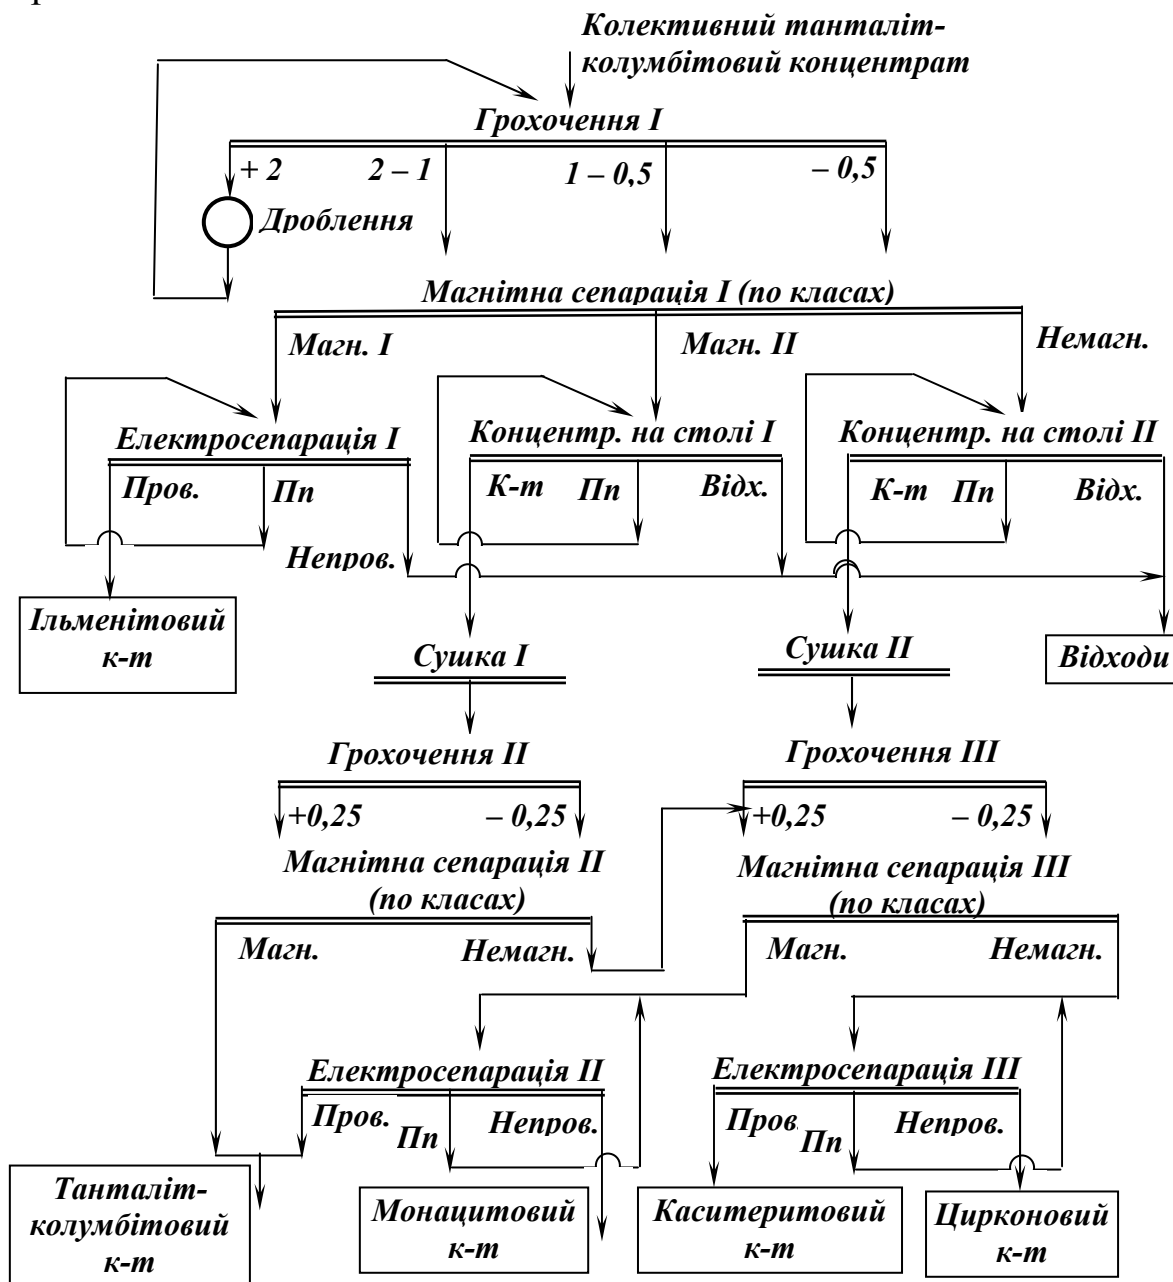 Колективний танталіт-
колумбітовий концентрат
Грохочення I
+ 2 2 – 1 1 – 0,5 – 0,5
Дроблення
Магнітна сепарація I (по класах)
Магн. I Магн. II Немагн.
Електросепарація I Концентр. на столі I Концентр. на столі II
Пров. Пп К-т Пп Відх. К-т Пп Відх.
Непров.
Ільменітовий
к-т
Сушка I Сушка II Відходи
Грохочення II Грохочення III
+0,25 – 0,25 +0,25 – 0,25
Магнітна сепарація II
(по класах)
Магнітна сепарація III
(по класах)
Магн. Немагн. Магн. Немагн.
Електросепарація II Електросепарація III
Пров. Пп Непров. Пров. Пп Непров.
Танталіт-
колумбітовий
к-т
Монацитовий
к-т
Каситеритовий
к-т
Цирконовий
к-т